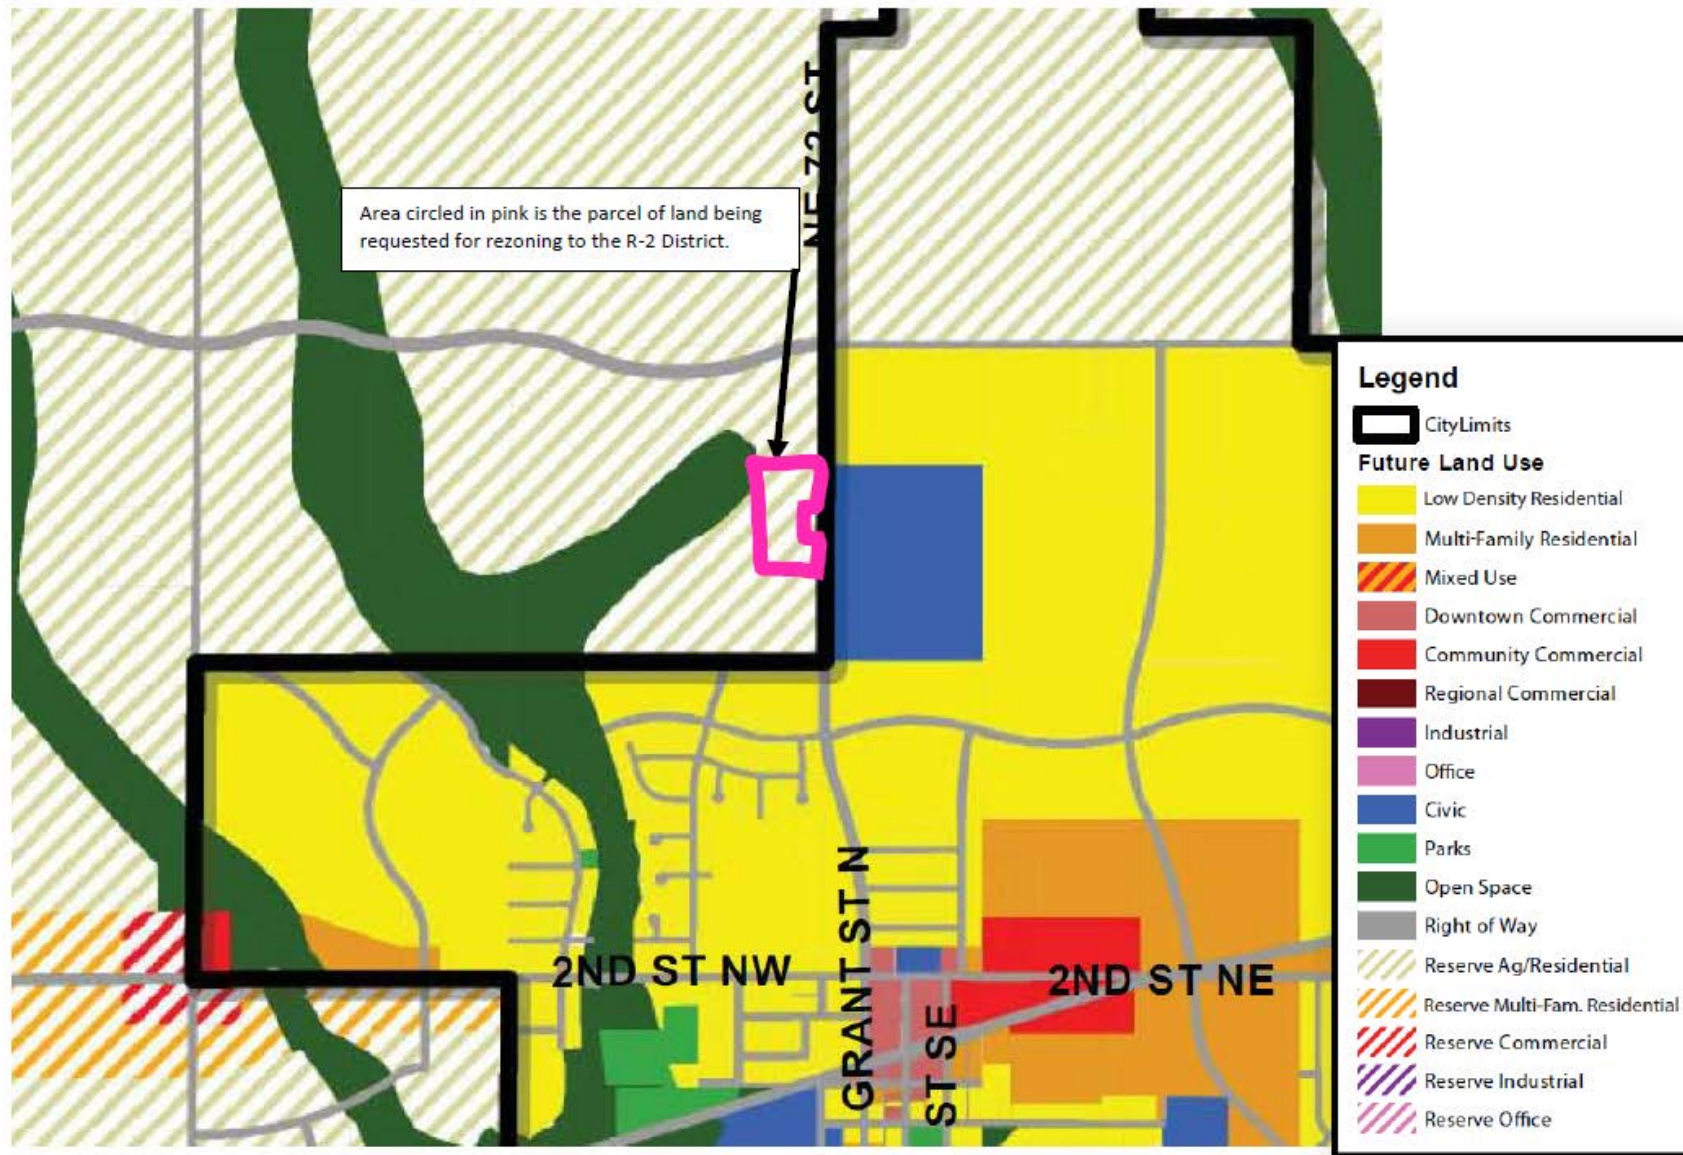 NE 72 ST
Area circled in pink is the parcel of land being
requested for rezoning to the R-2 District.
Legend
CityLimits
Future Land Use
Low Density Residential
Multi-Family Residential
Mixed Use
Downtown Commercial
Community Commercial
Regional Commercial
Industrial
Office
Civic
Parks
Open Space
Right of Way
Reserve Ag/Residential
Reserve Multi-Fam. Residential
Reserve Commercial
Reserve Industrial
Reserve Office
2ND ST NW
GRANT ST N
2ND ST NE
ST SE